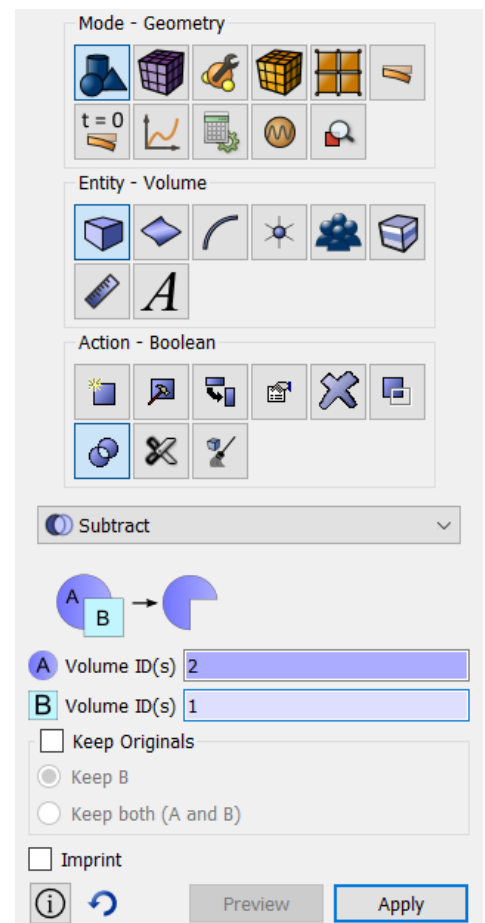 Mode - Geometry
t = 0
Entity - Volume
A
Action - Boolean
Subtract
A
B
A Volume ID(s) 2
B Volume ID(s) 1
Keep Originals
Keep B
Keep both (A and B)
Imprint
i
Preview Apply